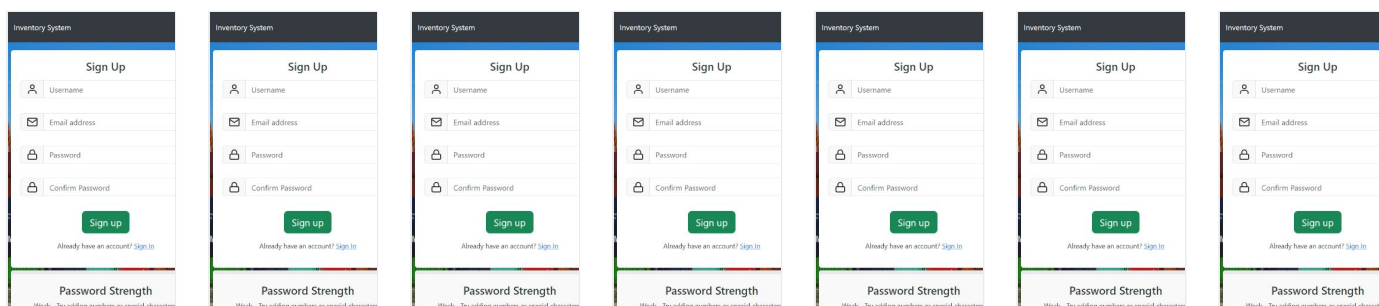 Inventory System Inventory System Inventory System Inventory System Inventory System Inventory System Inventory System
Sign Up Sign Up Sign Up Sign Up Sign Up Sign Up Sign Up
Username Username Username Username Username Username Username
Email address Email address Email address Email address Email address Email address Email address
Password Password Password Password Password Password Password
Confirm Password Confirm Password Confirm Password Confirm Password Confirm Password Confirm Password Confirm Password
Sign up Sign up Sign up Sign up Sign up Sign up Sign up
Already have an account? Sign In Already have an account? Sign In Already have an account? Sign In Already have an account? Sign In Already have an account? Sign In Already have an account? Sign In Already have an account? Sign In
Password Strength Password Strength Password Strength Password Strength Password Strength Password Strength Password Strength